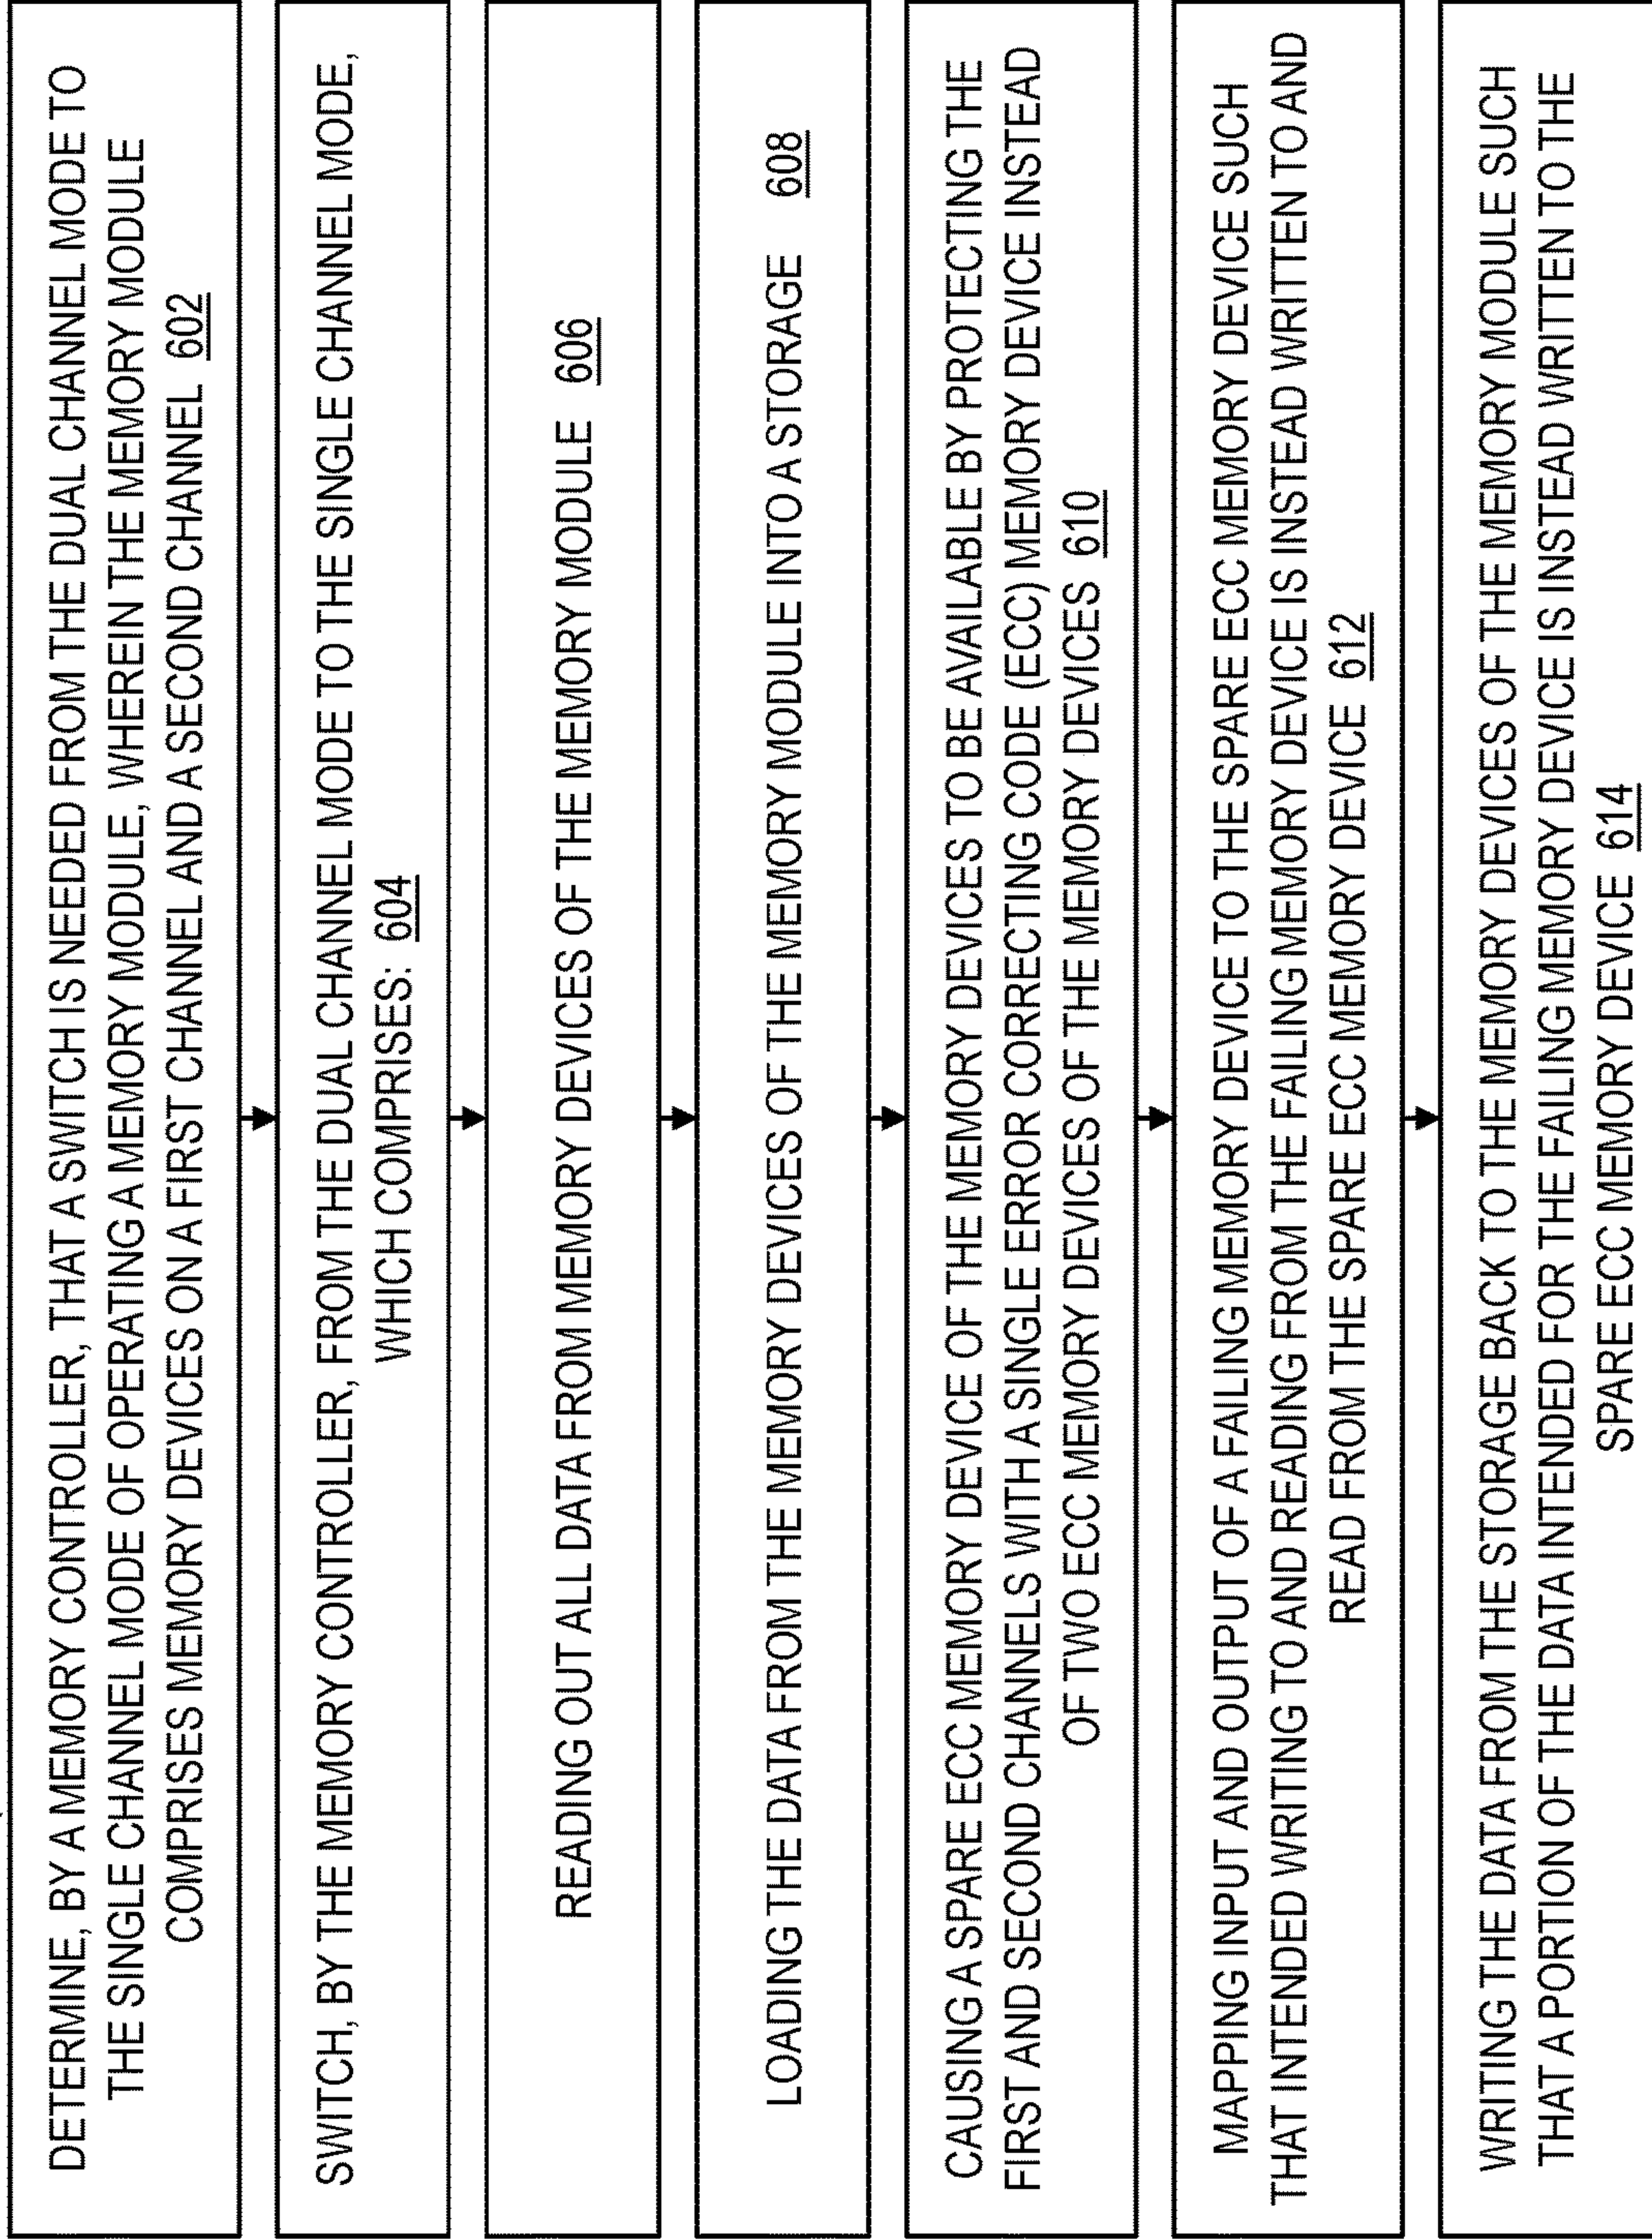 DETERMINE, BY A MEMORY CONTROLLER, THAT A SWITCH IS NEEDED FROM THE DUAL CHANNEL MODE TO
THE SINGLE CHANNEL MODE OF OPERATING A MEMORY MODULE, WHEREIN THE MEMORY MODULE
COMPRISES MEMORY DEVICES ON A FIRST CHANNEL AND A SECOND CHANNEL 602
SWITCH, BY THE MEMORY CONTROLLER, FROM THE DUAL CHANNEL MODE TO THE SINGLE CHANNEL MODE,
WHICH COMPRISES: 604
READING OUT ALL DATA FROM MEMORY DEVICES OF THE MEMORY MODULE 606
LOADING THE DATA FROM THE MEMORY DEVICES OF THE MEMORY MODULE INTO A STORAGE 608
CAUSING A SPARE ECC MEMORY DEVICE OF THE MEMORY DEVICES TO BE AVAILABLE BY PROTECTING THE
FIRST AND SECOND CHANNELS WITH A SINGLE ERROR CORRECTING CODE (ECC) MEMORY DEVICE INSTEAD
OF TWO ECC MEMORY DEVICES OF THE MEMORY DEVICES 610
MAPPING INPUT AND OUTPUT OF A FAILING MEMORY DEVICE TO THE SPARE ECC MEMORY DEVICE SUCH
THAT INTENDED WRITING TO AND READING FROM THE FAILING MEMORY DEVICE IS INSTEAD WRITTEN TO AND
READ FROM THE SPARE ECC MEMORY DEVICE 612
WRITING THE DATA FROM THE STORAGE BACK TO THE MEMORY DEVICES OF THE MEMORY MODULE SUCH
THAT A PORTION OF THE DATA INTENDED FOR THE FAILING MEMORY DEVICE IS INSTEAD WRITTEN TO THE
SPARE ECC MEMORY DEVICE 614